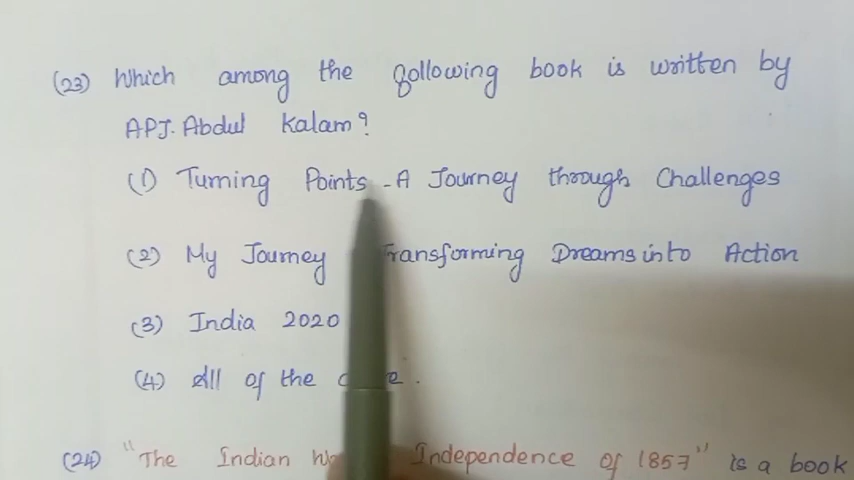 (23) Which among the following book is written by
APJ. Abdul Kalam?
(1) Turning Points - A Journey through Challenges
(2) My Journey Transforming Dreams into Action
(3) India 2020
(4) All of the
(24) "The Indian Independence of 1857" is a book